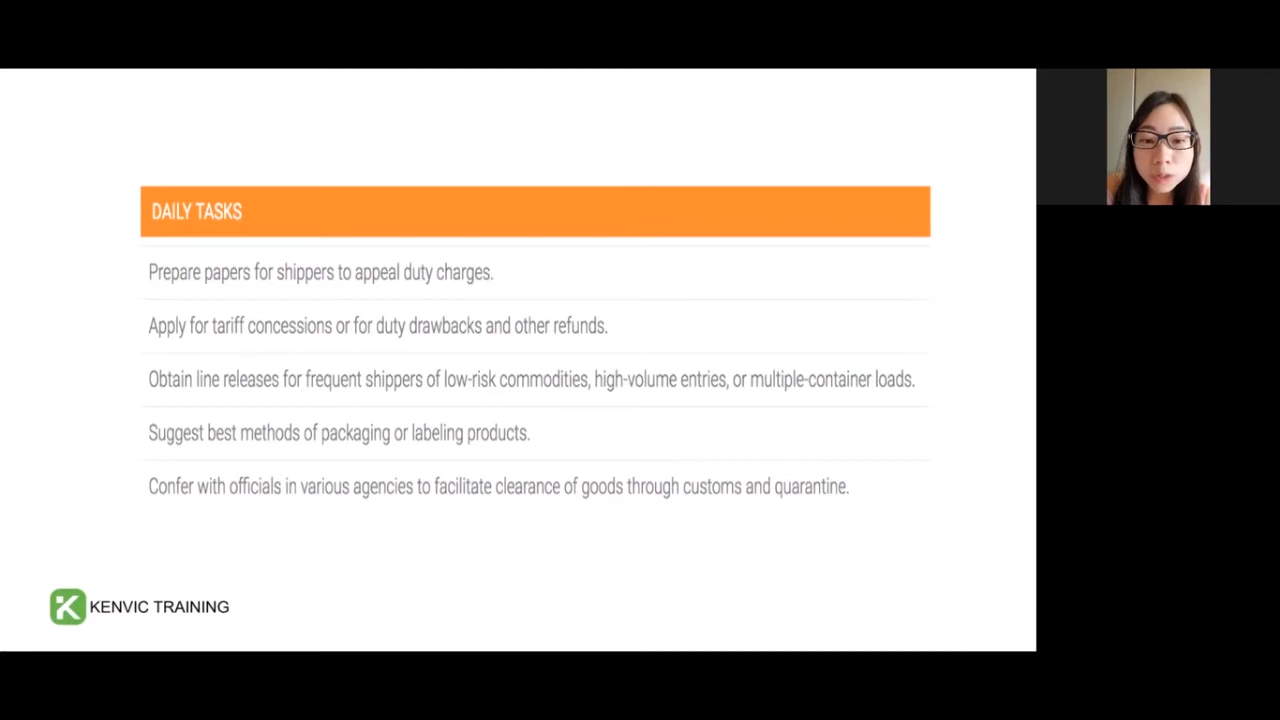 DAILY TASKS
Prepare papers for shippers to appeal duty charges.
Apply for tariff concessions or for duty drawbacks and other refunds.
Obtain line releases for frequent shippers of low-risk commodities, high-volume entries, or multiple-container loads.
Suggest best methods of packaging or labeling products.
Confer with officials in various agencies to facilitate clearance of goods through customs and quarantine.
KENVIC TRAINING